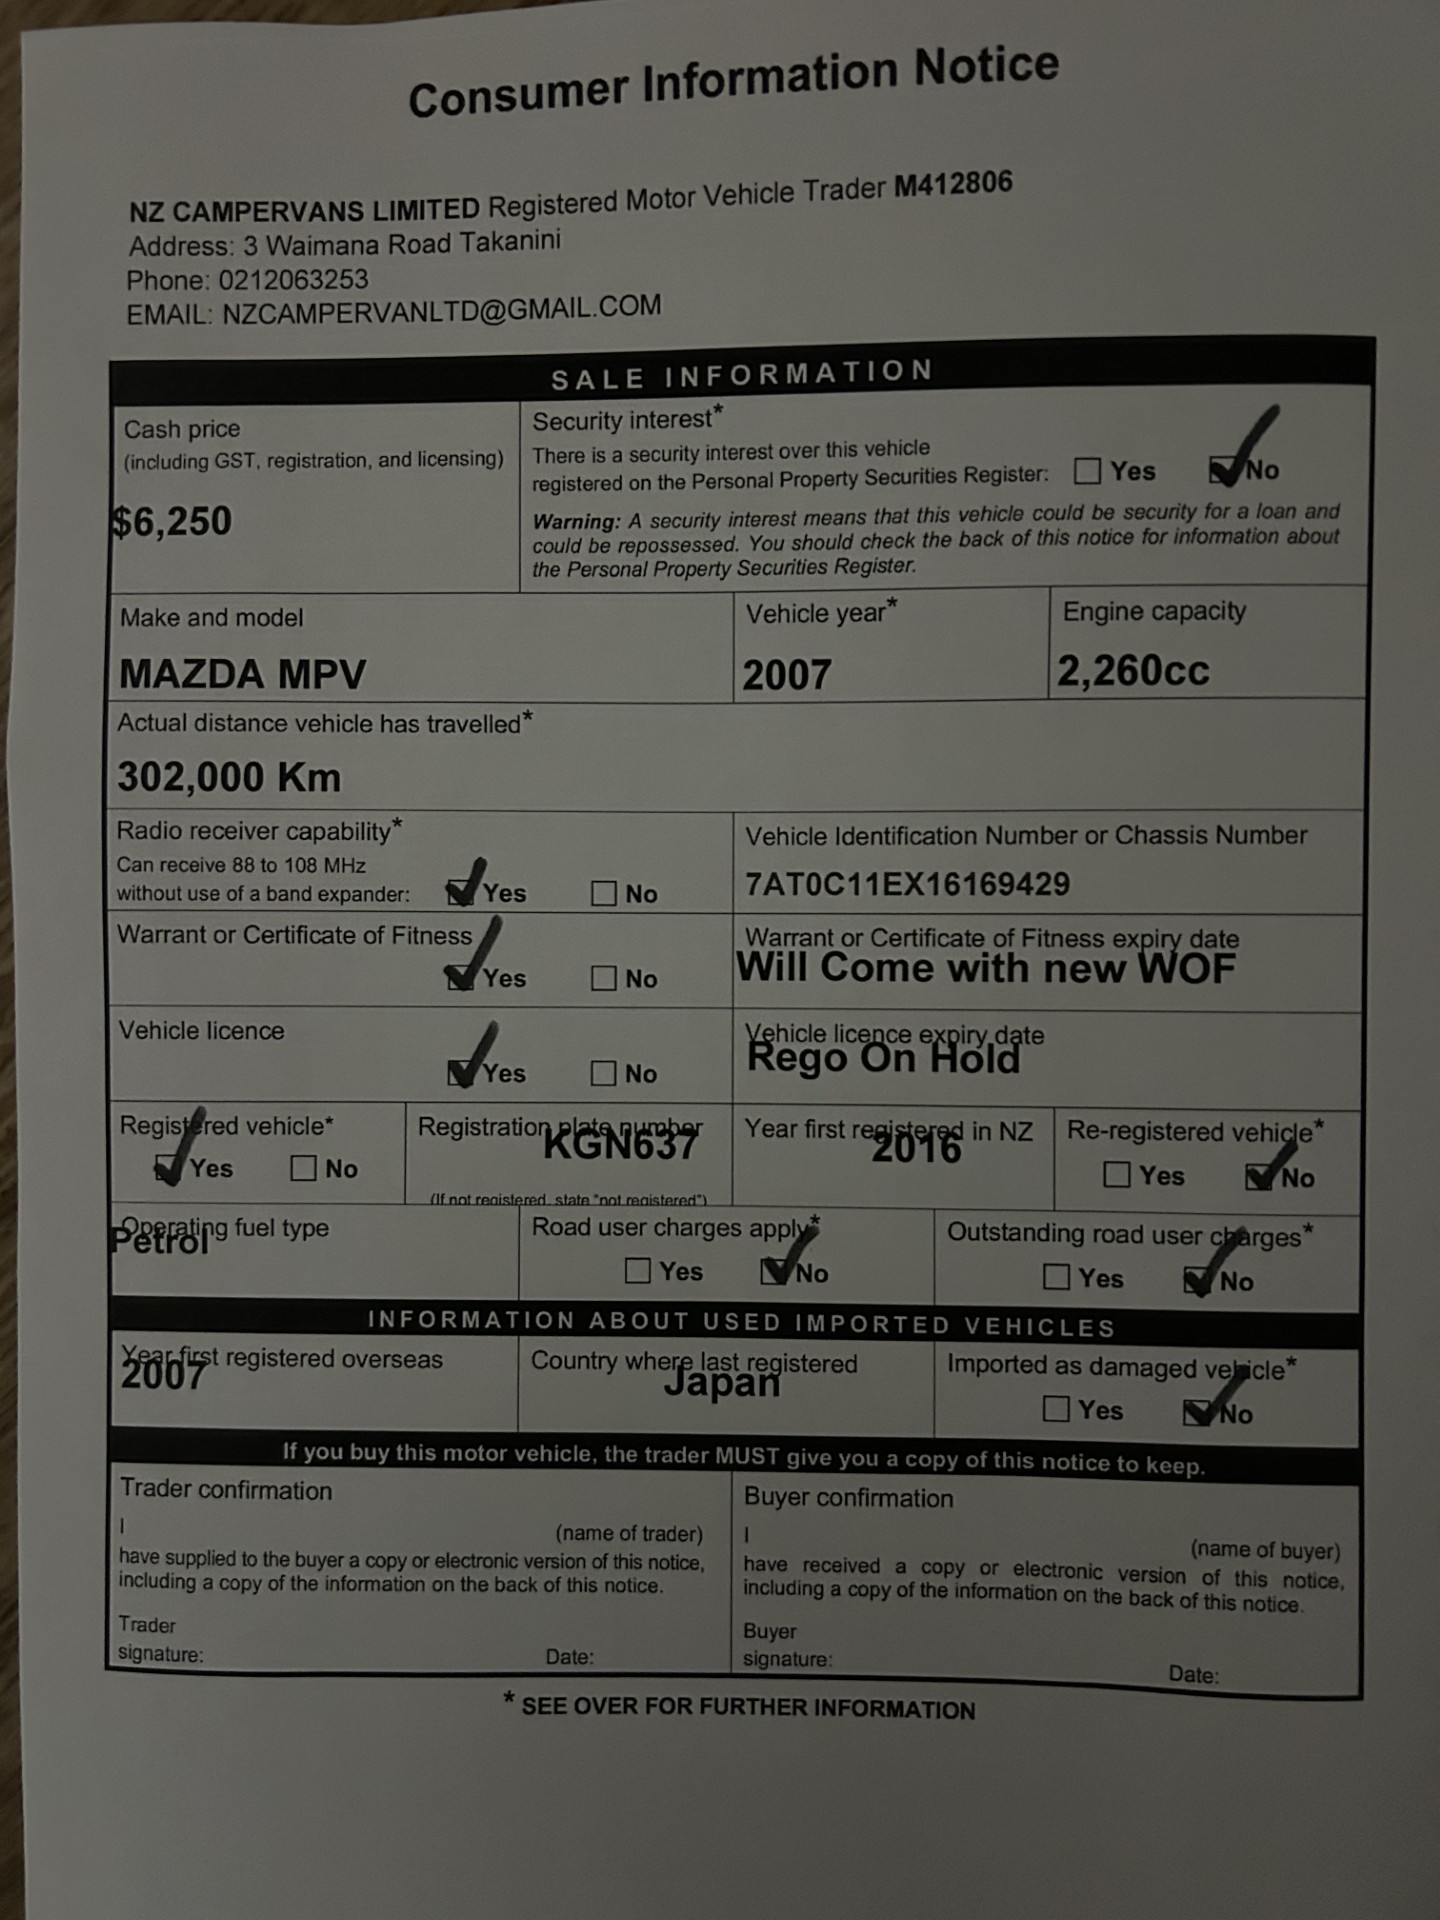 Consumer Information Notice
NZ CAMPERVANS LIMITED Registered Motor Vehicle Trader M412806
Address: 3 Waimana Road Takanini
Phone: 0212063253
EMAIL: NZCAMPERVANLTD@GMAIL.COM
SALE INFORMATION
Cash price
(including GST, registration, and licensing)
$6,250
Security interest*
There is a security interest over this vehicle
registered on the Personal Property Securities Register: Yes No
Warning: A security interest means that this vehicle could be security for a loan and
could be repossessed. You should check the back of this notice for information about
the Personal Property Securities Register.
Make and model
MAZDA MPV
Vehicle year*
2007
Engine capacity
2,260cc
Actual distance vehicle has travelled*
302,000 Km
Radio receiver capability*
Can receive 88 to 108 MHz
without use of a band expander: Yes No
Vehicle Identification Number or Chassis Number
7AT0C11EX16169429
Warrant or Certificate of Fitness
Yes No
Warrant or Certificate of Fitness expiry date
Will Come with new WOF
Vehicle licence
Yes No
Vehicle licence expiry date
Rego On Hold
Registered vehicle*
Yes No
Registration plate number
KGN637
(If not registered, state "not registered")
Year first registered in NZ
2016
Re-registered vehicle*
Yes No
Operating fuel type
Petrol
Road user charges apply*
Yes No
Outstanding road user charges*
Yes No
INFORMATION ABOUT USED IMPORTED VEHICLES
Year first registered overseas
2007
Country where last registered
Japan
Imported as damaged vehicle*
Yes No
If you buy this motor vehicle, the trader MUST give you a copy of this notice to keep.
Trader confirmation
I (name of trader)
have supplied to the buyer a copy or electronic version of this notice,
including a copy of the information on the back of this notice.
Trader
signature: Date:
Buyer confirmation
I (name of buyer)
have received a copy or electronic version of this notice,
including a copy of the information on the back of this notice.
Buyer
signature: Date:
* SEE OVER FOR FURTHER INFORMATION